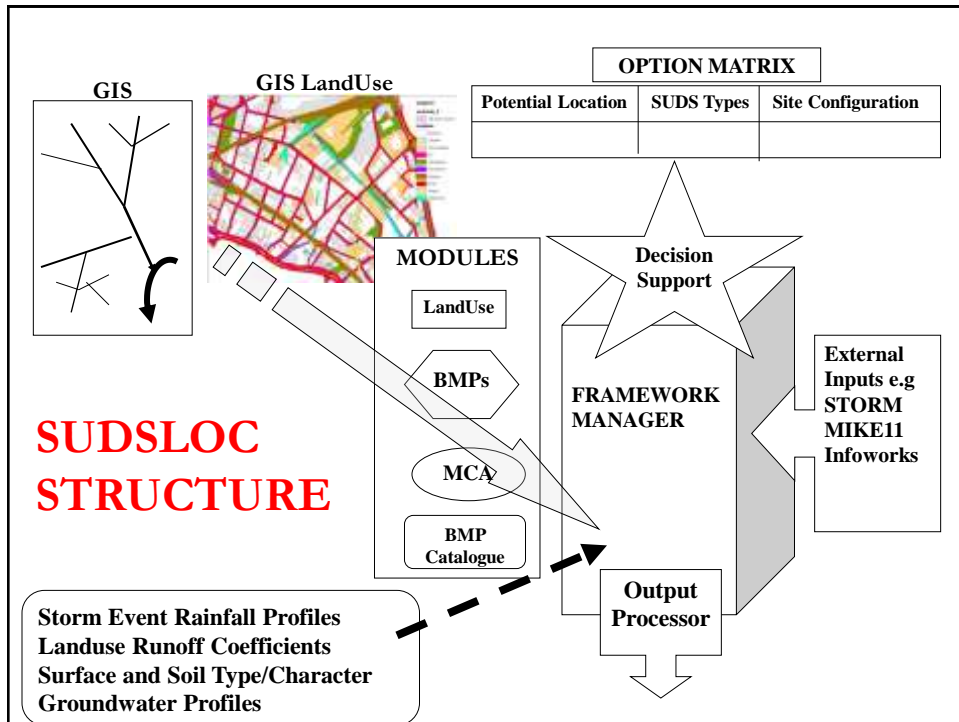 OPTION MATRIX
GIS
GIS LandUse
Potential Location
SUDS Types
Site Configuration
MODULES
LandUse
BMPs
MCA
BMP
Catalogue
Decision
Support
FRAMEWORK
MANAGER
External
Inputs e.g
STORM
MIKE11
Infoworks
SUDSLOC
STRUCTURE
Output
Processor
Storm Event Rainfall Profiles
Landuse Runoff Coefficients
Surface and Soil Type/Character
Groundwater Profiles